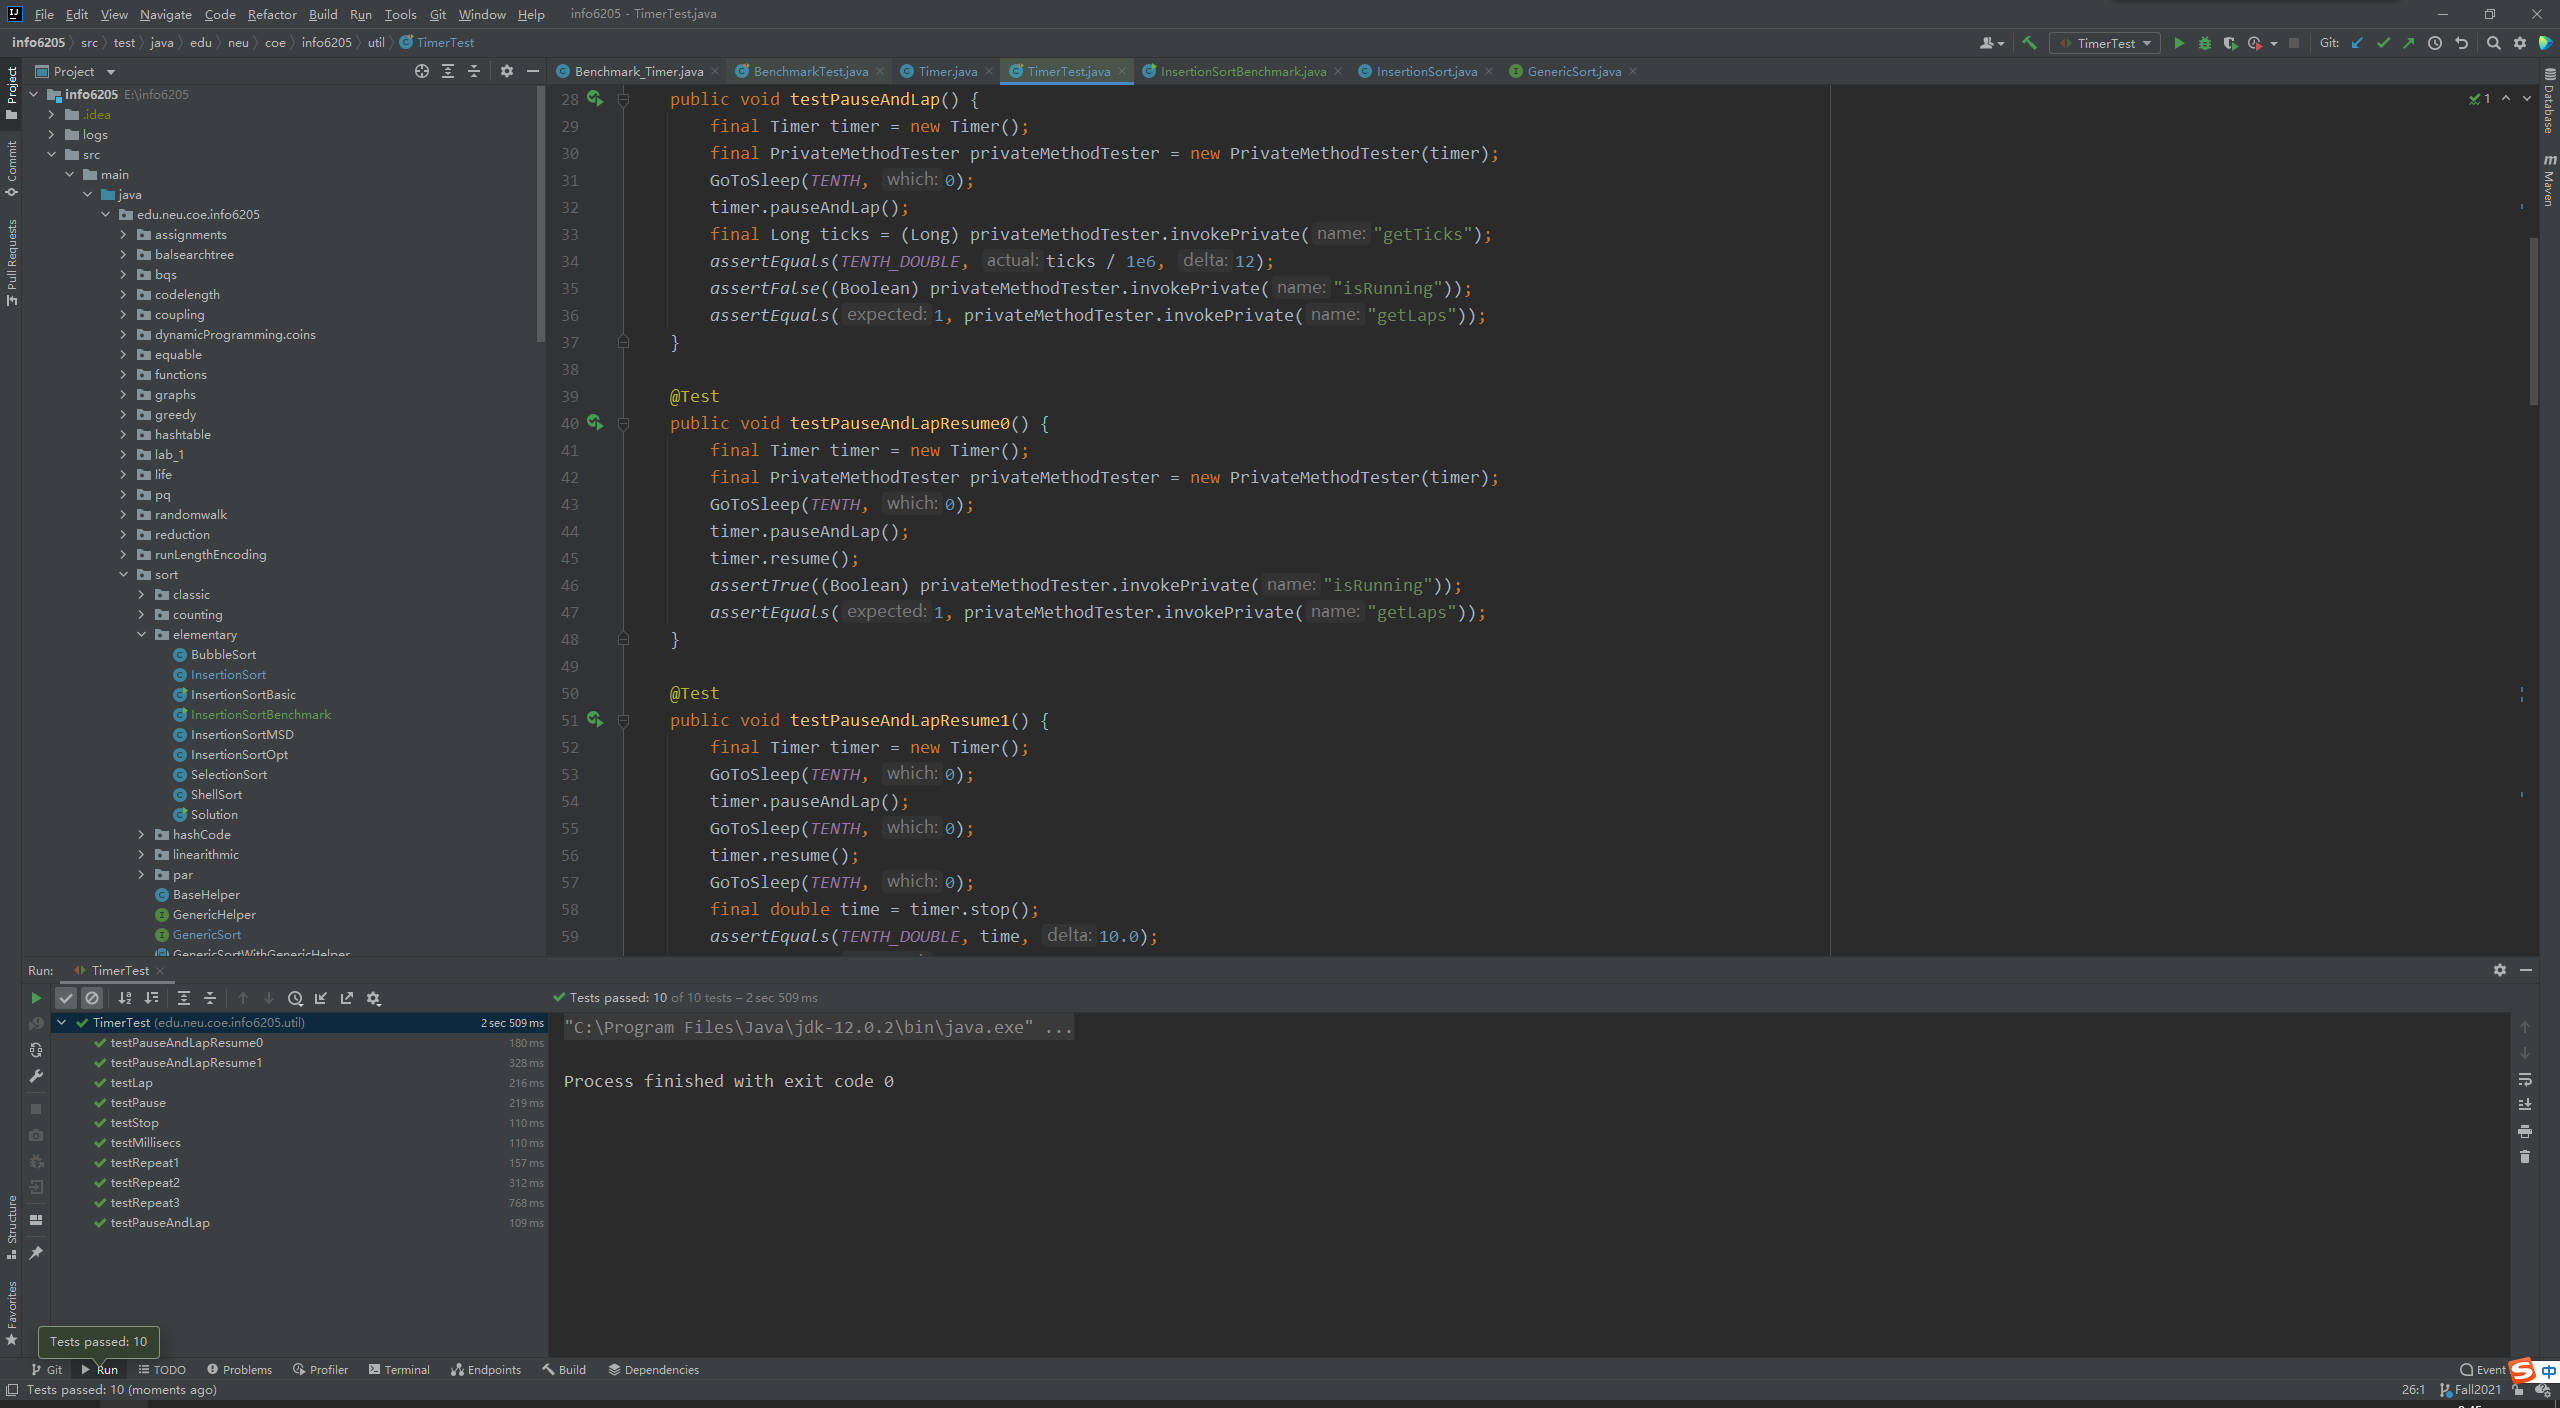 File Edit View Navigate Code Refactor Build Run Tools Git Window Help info6205 - TimerTest.java
info6205 src test java edu neu coe info6205 util TimerTest
TimerTest Git:
Project
Benchmark_Timer.java BenchmarkTest.java Timer.java TimerTest.java InsertionSortBenchmark.java InsertionSort.java GenericSort.java
Project
Commit
Pull Requests
Structure
Favorites
Database
Maven
info6205 E:\info6205
.idea
logs
src
main
java
edu.neu.coe.info6205
assignments
balsearchtree
bqs
codelength
coupling
dynamicProgramming.coins
equable
functions
graphs
greedy
hashtable
lab_1
life
pq
randomwalk
reduction
runLengthEncoding
sort
classic
counting
elementary
BubbleSort
InsertionSort
InsertionSortBasic
InsertionSortBenchmark
InsertionSortMSD
InsertionSortOpt
SelectionSort
ShellSort
Solution
hashCode
linearithmic
par
BaseHelper
GenericHelper
GenericSort
GenericSortWithGenericHelper
1
28 public void testPauseAndLap() {
29 final Timer timer = new Timer();
30 final PrivateMethodTester privateMethodTester = new PrivateMethodTester(timer);
31 GoToSleep(TENTH, which: 0);
32 timer.pauseAndLap();
33 final Long ticks = (Long) privateMethodTester.invokePrivate( name: "getTicks");
34 assertEquals(TENTH_DOUBLE, actual: ticks / 1e6, delta: 12);
35 assertFalse((Boolean) privateMethodTester.invokePrivate( name: "isRunning"));
36 assertEquals( expected: 1, privateMethodTester.invokePrivate( name: "getLaps"));
37 }
38
39 @Test
40 public void testPauseAndLapResume0() {
41 final Timer timer = new Timer();
42 final PrivateMethodTester privateMethodTester = new PrivateMethodTester(timer);
43 GoToSleep(TENTH, which: 0);
44 timer.pauseAndLap();
45 timer.resume();
46 assertTrue((Boolean) privateMethodTester.invokePrivate( name: "isRunning"));
47 assertEquals( expected: 1, privateMethodTester.invokePrivate( name: "getLaps"));
48 }
49
50 @Test
51 public void testPauseAndLapResume1() {
52 final Timer timer = new Timer();
53 GoToSleep(TENTH, which: 0);
54 timer.pauseAndLap();
55 GoToSleep(TENTH, which: 0);
56 timer.resume();
57 GoToSleep(TENTH, which: 0);
58 final double time = timer.stop();
59 assertEquals(TENTH_DOUBLE, time, delta: 10.0);
Run: TimerTest
Tests passed: 10 of 10 tests – 2 sec 509 ms
TimerTest (edu.neu.coe.info6205.util) 2 sec 509 ms
testPauseAndLapResume0 180 ms
testPauseAndLapResume1 328 ms
testLap 216 ms
testPause 219 ms
testStop 110 ms
testMillisecs 110 ms
testRepeat1 157 ms
testRepeat2 312 ms
testRepeat3 768 ms
testPauseAndLap 109 ms
"C:\Program Files\Java\jdk-12.0.2\bin\java.exe" ...
Process finished with exit code 0
Tests passed: 10
Git Run TODO Problems Profiler Terminal Endpoints Build Dependencies Event
中
Tests passed: 10 (moments ago) 26:1 Fall2021